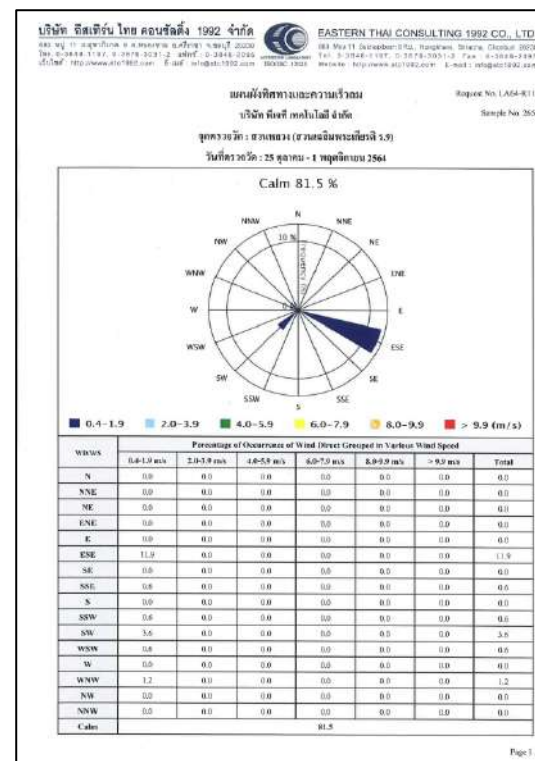 บริษัท อีสเทิร์น ไทย คอนซัลติ้ง 1992 จำกัด
EASTERN THAI CONSULTING 1992 CO., LTD
แผนผังทิศทางและความเร็วลม
Request No. LA64-R11
บริษัท พีเจที เทคโนโลยี จำกัด
Sample No. 265
จุดตรวจวัด : สวนหลวง (สวนเฉลิมพระเกียรติ ร.9)
วันที่ตรวจวัด : 25 ตุลาคม - 1 พฤศจิกายน 2564
Calm 81.5 %
N
NNE
NE
ENE
E
ESE
SE
SSE
S
SSW
SW
WSW
W
WNW
NW
NNW
10 %
0 %
Frequency (%)
0.4-1.9 2.0-3.9 4.0-5.9 6.0-7.9 8.0-9.9 > 9.9 (m/s)
WD/WS Percentage of Occurrence of Wind Direct Grouped in Various Wind Speed
0.4-1.9 m/s 2.0-3.9 m/s 4.0-5.9 m/s 6.0-7.9 m/s 8.0-9.9 m/s > 9.9 m/s Total
N 0.0 0.0 0.0 0.0 0.0 0.0 0.0
NNE 0.0 0.0 0.0 0.0 0.0 0.0 0.0
NE 0.0 0.0 0.0 0.0 0.0 0.0 0.0
ENE 0.0 0.0 0.0 0.0 0.0 0.0 0.0
E 0.0 0.0 0.0 0.0 0.0 0.0 0.0
ESE 11.9 0.0 0.0 0.0 0.0 0.0 11.9
SE 0.0 0.0 0.0 0.0 0.0 0.0 0.0
SSE 0.6 0.0 0.0 0.0 0.0 0.0 0.6
S 0.0 0.0 0.0 0.0 0.0 0.0 0.0
SSW 0.6 0.0 0.0 0.0 0.0 0.0 0.6
SW 3.6 0.0 0.0 0.0 0.0 0.0 3.6
WSW 0.6 0.0 0.0 0.0 0.0 0.0 0.6
W 0.0 0.0 0.0 0.0 0.0 0.0 0.0
WNW 1.2 0.0 0.0 0.0 0.0 0.0 1.2
NW 0.0 0.0 0.0 0.0 0.0 0.0 0.0
NNW 0.0 0.0 0.0 0.0 0.0 0.0 0.0
Calm 81.5
Page 1